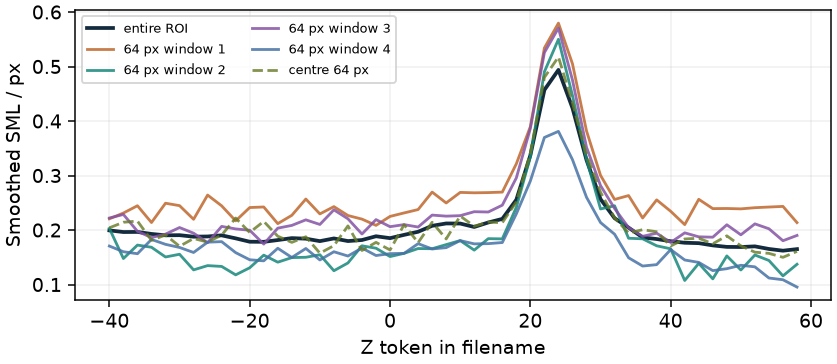 0.6
0.5
0.4
0.3
0.2
0.1
Smoothed SML / px
entire ROI
64 px window 1
64 px window 2
64 px window 3
64 px window 4
centre 64 px
−40
−20
0
20
40
60
Z token in filename